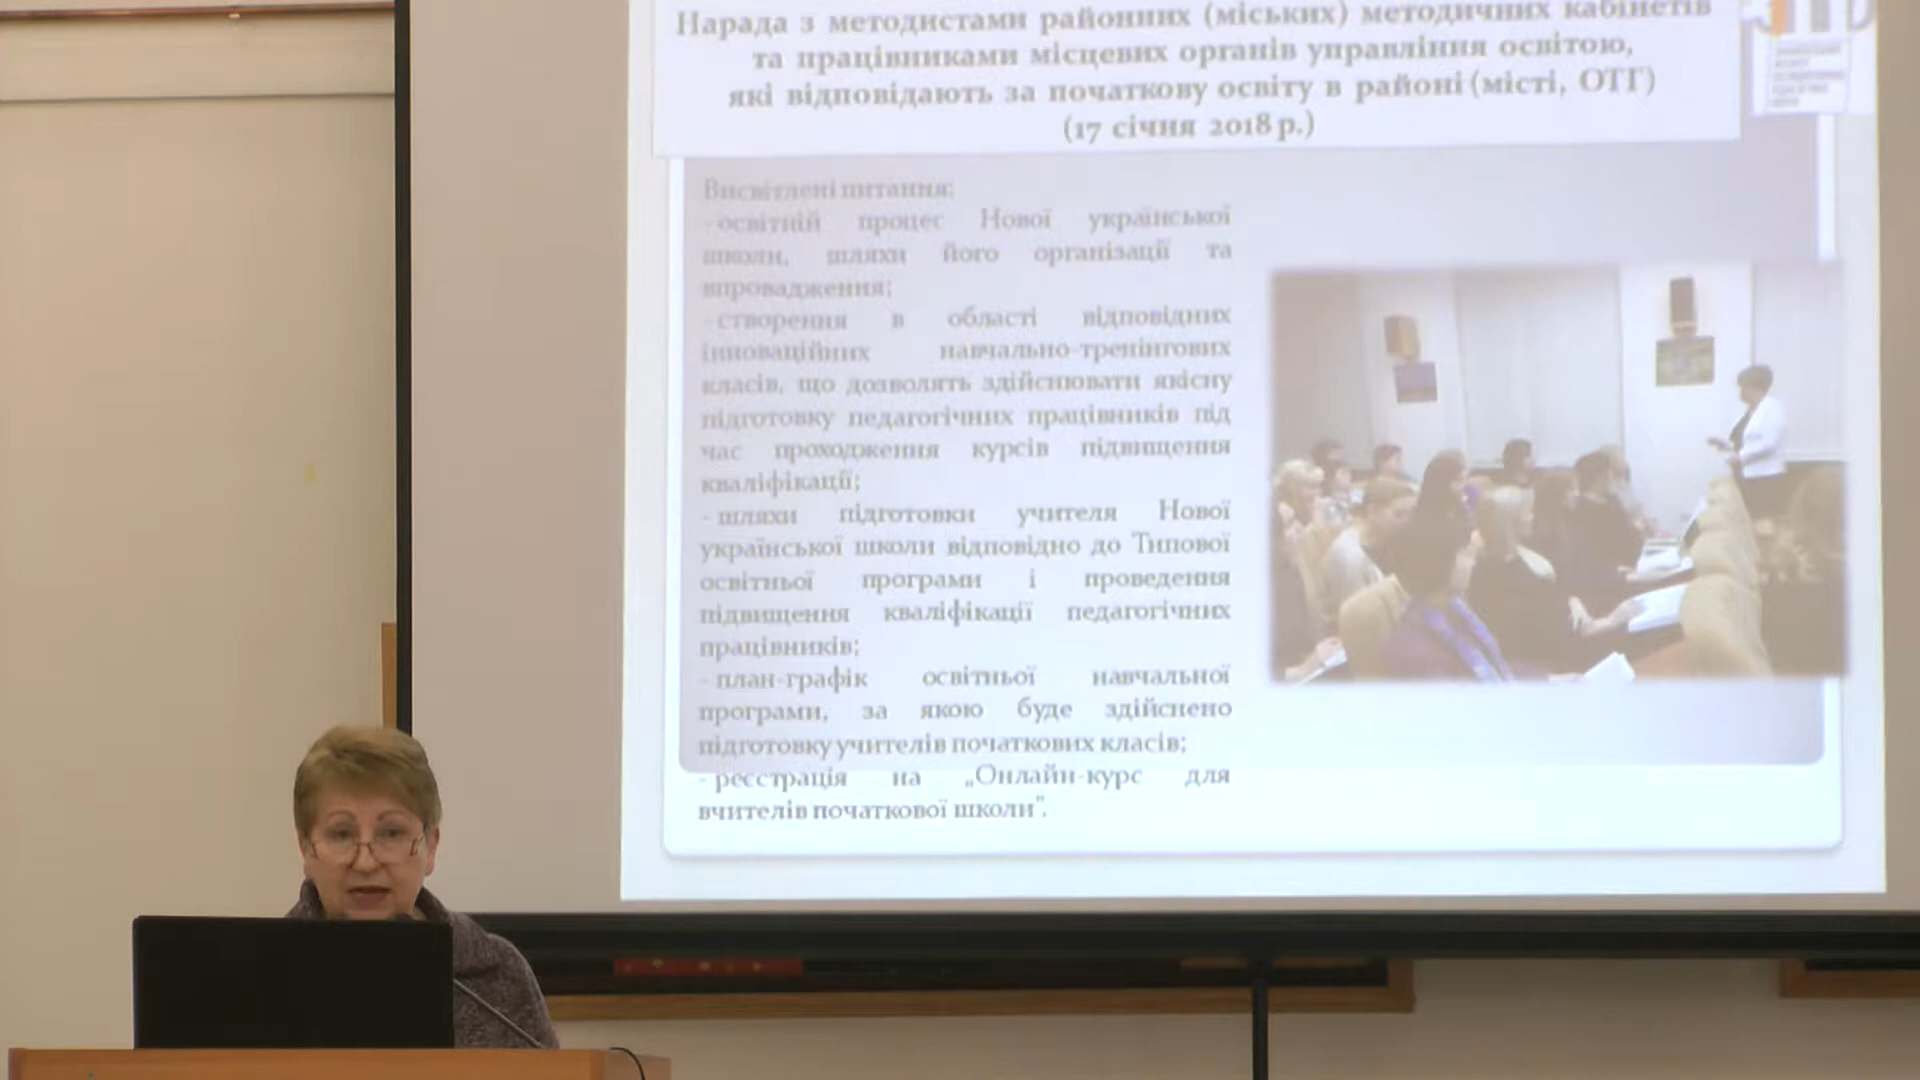 Нарада з методистами районних (міських) методичних кабінетів
та працівниками місцевих органів управління освітою,
які відповідають за початкову освіту в районі (місті, ОТГ)
(17 січня 2018 р.)
Висвітлені питання:
- освітній процес Нової української
школи, шляхи його організації та
впровадження;
- створення в області відповідних
інноваційних навчально-тренінгових
класів, що дозволять здійснювати якісну
підготовку педагогічних працівників під
час проходження курсів підвищення
кваліфікації;
- шляхи підготовки учителя Нової
української школи відповідно до Типової
освітньої програми і проведення
підвищення кваліфікації педагогічних
працівників;
- план-графік освітньої навчальної
програми, за якою буде здійснено
підготовку учителів початкових класів;
- реєстрація на „Онлайн-курс для
вчителів початкової школи”.